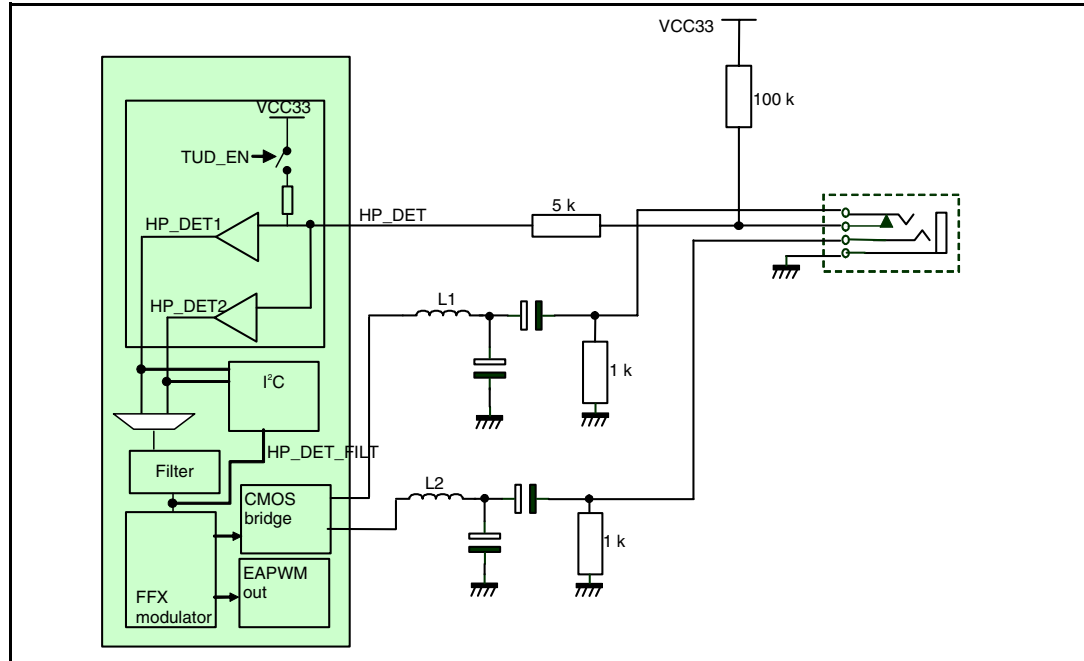 VCC33
100 k
VCC33
TUD_EN
HP_DET1
HP_DET
5 k
HP_DET2
L1
1 k
I²C
HP_DET_FILT
Filter
L2
CMOS
bridge
1 k
EAPWM
out
FFX
modulator